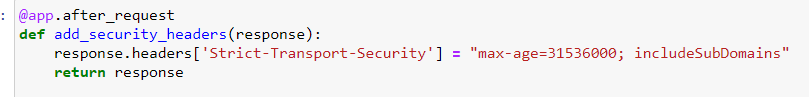 : @app.after_request
def add_security_headers(response):
    response.headers['Strict-Transport-Security'] = "max-age=31536000; includeSubDomains"
    return response